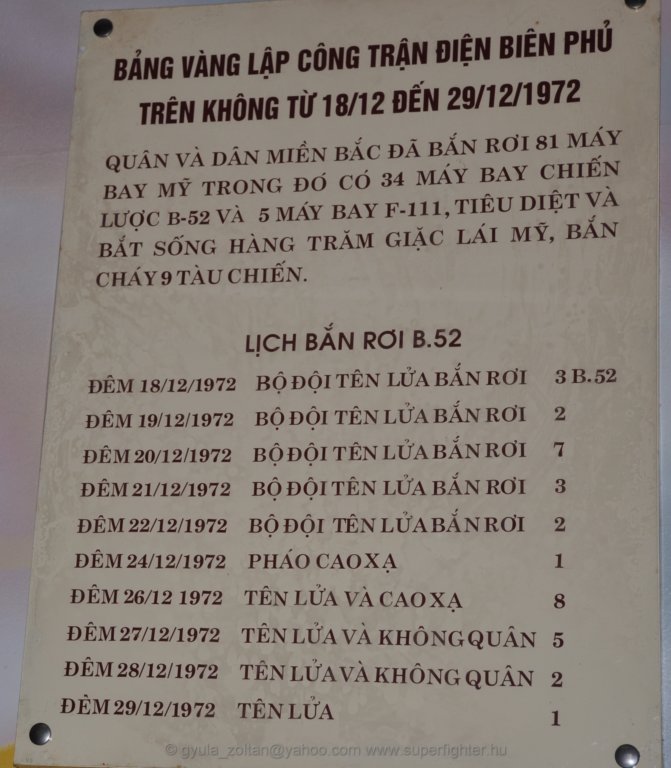 BẢNG VÀNG LẬP CÔNG TRẬN ĐIỆN BIÊN PHỦ
TRÊN KHÔNG TỪ 18/12 ĐẾN 29/12/1972
QUÂN VÀ DÂN MIỀN BẮC ĐÃ BẮN RƠI 81 MÁY
BAY MỸ TRONG ĐÓ CÓ 34 MÁY BAY CHIẾN
LƯỢC B-52 VÀ 5 MÁY BAY F-111, TIÊU DIỆT VÀ
BẮT SỐNG HÀNG TRĂM GIẶC LÁI MỸ, BẮN
CHÁY 9 TÀU CHIẾN.
LỊCH BẮN RƠI B.52
ĐÊM 18/12/1972 BỘ ĐỘI TÊN LỬA BẮN RƠI 3 B.52
ĐÊM 19/12/1972 BỘ ĐỘI TÊN LỬA BẮN RƠI 2
ĐÊM 20/12/1972 BỘ ĐỘI TÊN LỬA BẮN RƠI 7
ĐÊM 21/12/1972 BỘ ĐỘI TÊN LỬA BẮN RƠI 3
ĐÊM 22/12/1972 BỘ ĐỘI TÊN LỬA BẮN RƠI 2
ĐÊM 24/12/1972 PHÁO CAO XẠ 1
ĐÊM 26/12 1972 TÊN LỬA VÀ CAO XẠ 8
ĐÊM 27/12/1972 TÊN LỬA VÀ KHÔNG QUÂN 5
ĐÊM 28/12/1972 TÊN LỬA VÀ KHÔNG QUÂN 2
ĐÊM 29/12/1972 TÊN LỬA 1
© gyula_zoltan@yahoo.com www.superfighter.hu